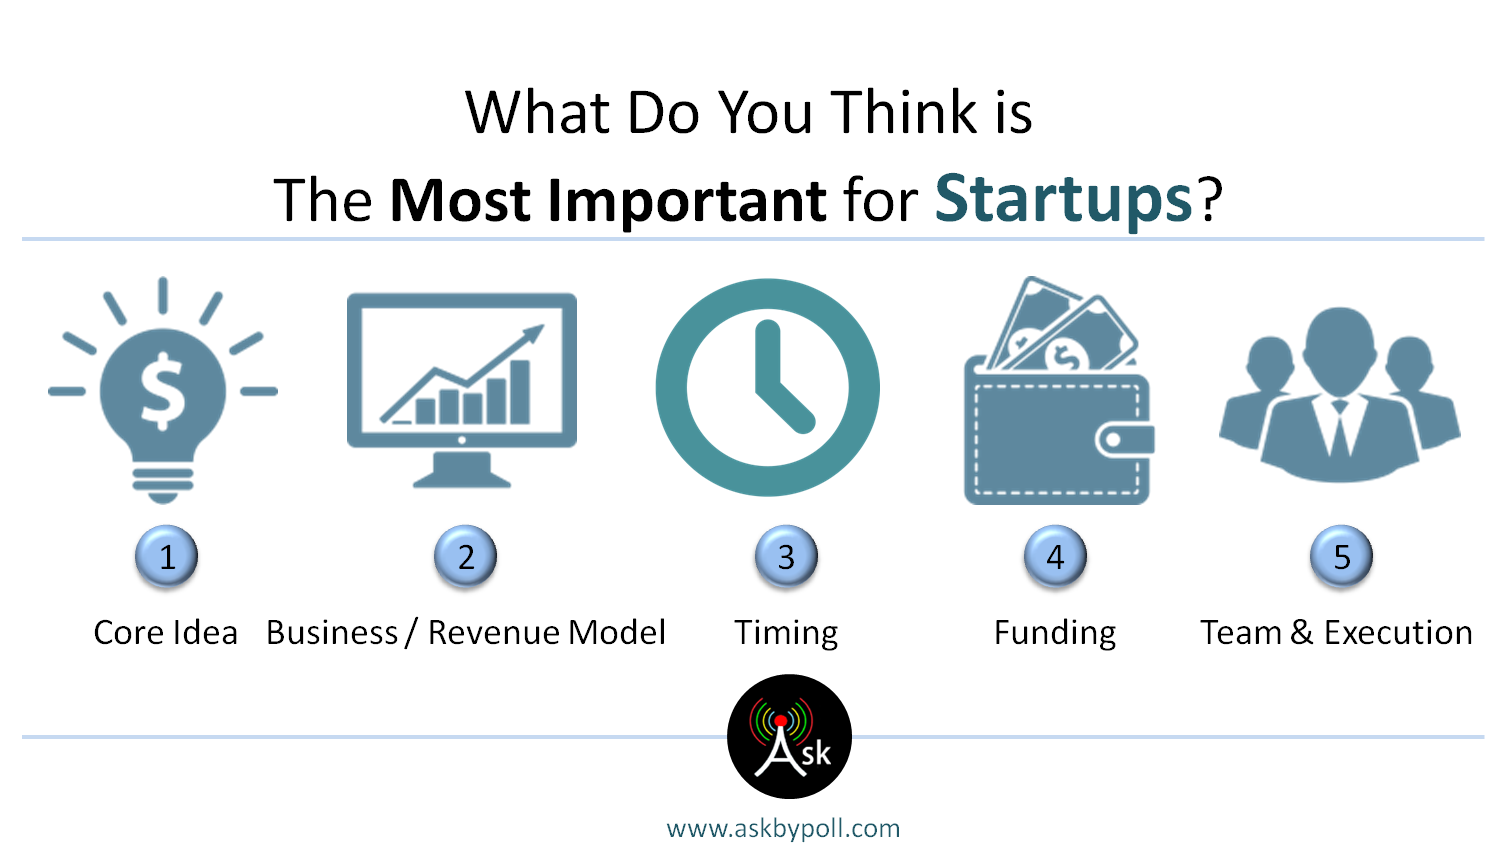 What Do You Think is
The Most Important for Startups?
$
1 $
1 2 3 4 5
Core Idea Business / Revenue Model Timing Funding Team & Execution
Ask
www.askbypoll.com